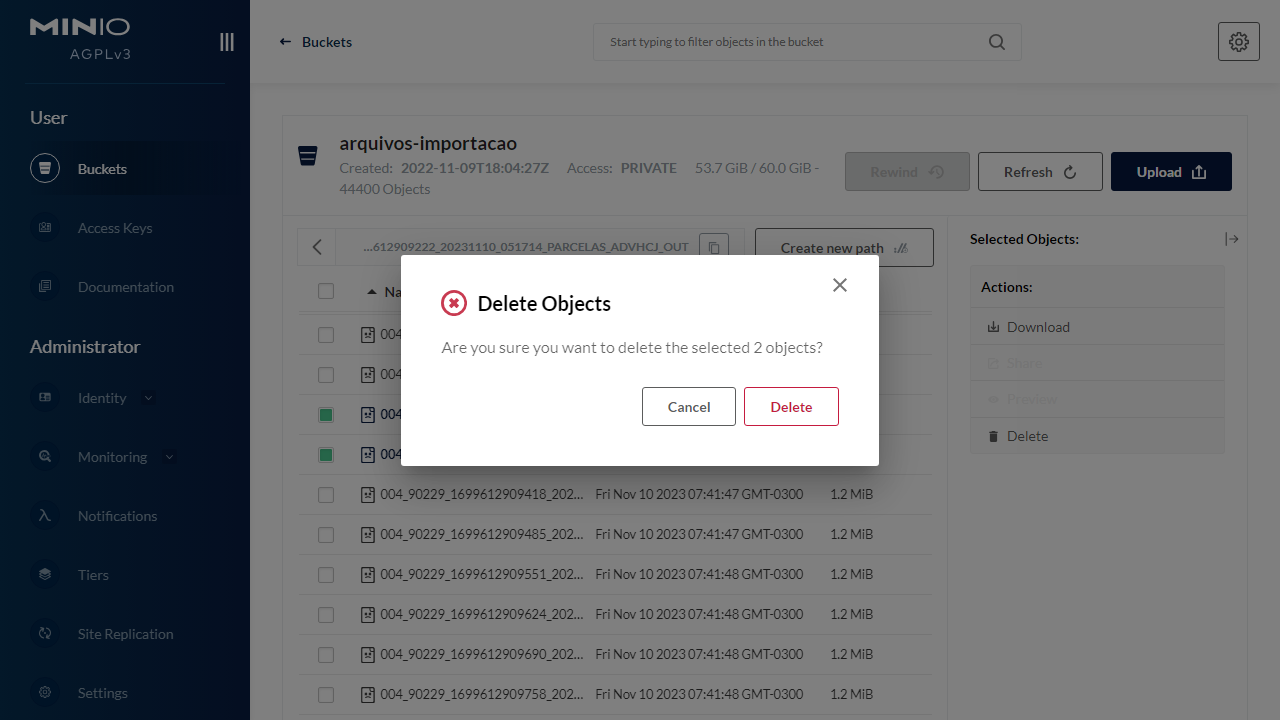 MINIO
AGPLv3
User
Buckets
Access Keys
Documentation
Administrator
Identity
Monitoring
Notifications
Tiers
Site Replication
Settings
Buckets
Start typing to filter objects in the bucket
arquivos-importacao
Created: 2022-11-09T18:04:27Z Access: PRIVATE 53.7 GiB / 60.0 GiB -
44400 Objects
Rewind
Refresh
Upload
...612909222_20231110_051714_PARCELAS_ADVHCJ_OUT
Create new path
Na
004
004
004
004
004_90229_1699612909418_202... Fri Nov 10 2023 07:41:47 GMT-0300 1.2 MiB
004_90229_1699612909485_202... Fri Nov 10 2023 07:41:47 GMT-0300 1.2 MiB
004_90229_1699612909551_202... Fri Nov 10 2023 07:41:48 GMT-0300 1.2 MiB
004_90229_1699612909624_202... Fri Nov 10 2023 07:41:48 GMT-0300 1.2 MiB
004_90229_1699612909690_202... Fri Nov 10 2023 07:41:48 GMT-0300 1.2 MiB
004_90229_1699612909758_202... Fri Nov 10 2023 07:41:48 GMT-0300 1.2 MiB
Selected Objects:
Actions:
Download
Share
Preview
Delete
Delete Objects
Are you sure you want to delete the selected 2 objects?
Cancel
Delete